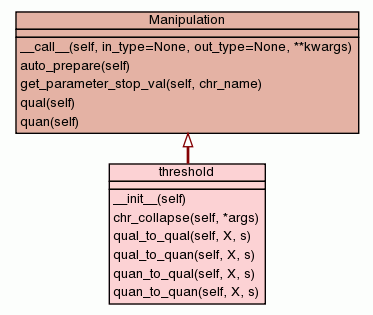 Manipulation
__call__(self, in_type=None, out_type=None, **kwargs)
auto_prepare(self)
get_parameter_stop_val(self, chr_name)
qual(self)
quan(self)
threshold
__init__(self)
chr_collapse(self, *args)
qual_to_qual(self, X, s)
qual_to_quan(self, X, s)
quan_to_qual(self, X, s)
quan_to_quan(self, X, s)